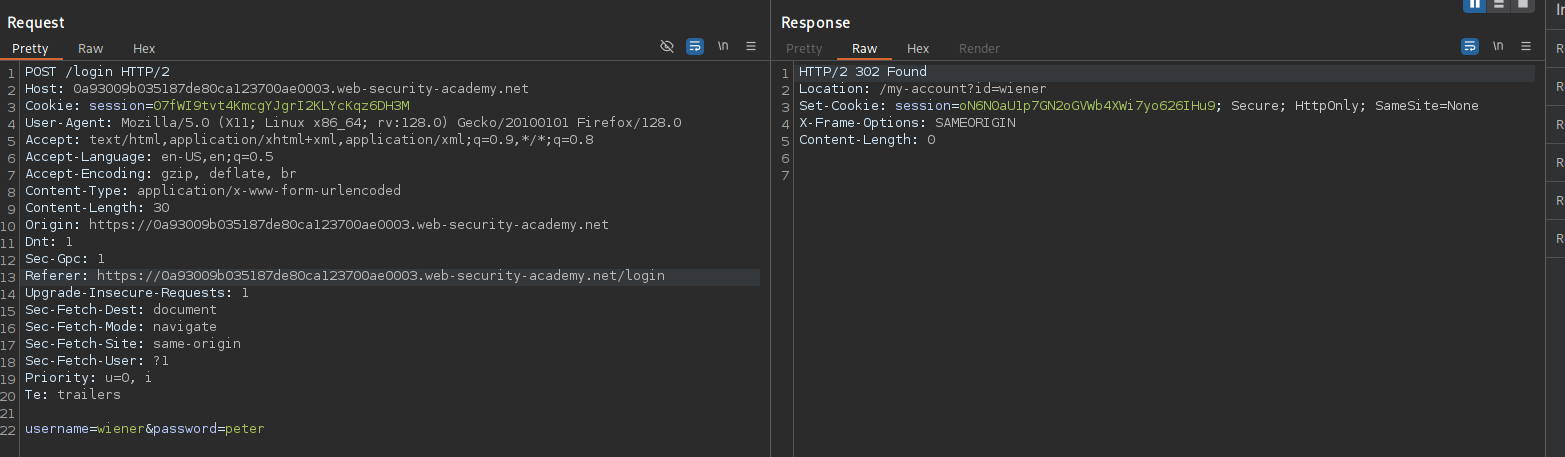 Request
Pretty Raw Hex \n
1 POST /login HTTP/2
2 Host: 0a93009b035187de80ca123700ae0003.web-security-academy.net
3 Cookie: session=07fWI9tvt4KmcgYJgrI2KLYcKqz6DH3M
4 User-Agent: Mozilla/5.0 (X11; Linux x86_64; rv:128.0) Gecko/20100101 Firefox/128.0
5 Accept: text/html,application/xhtml+xml,application/xml;q=0.9,*/*;q=0.8
6 Accept-Language: en-US,en;q=0.5
7 Accept-Encoding: gzip, deflate, br
8 Content-Type: application/x-www-form-urlencoded
9 Content-Length: 30
10 Origin: https://0a93009b035187de80ca123700ae0003.web-security-academy.net
11 Dnt: 1
12 Sec-Gpc: 1
13 Referer: https://0a93009b035187de80ca123700ae0003.web-security-academy.net/login
14 Upgrade-Insecure-Requests: 1
15 Sec-Fetch-Dest: document
16 Sec-Fetch-Mode: navigate
17 Sec-Fetch-Site: same-origin
18 Sec-Fetch-User: ?1
19 Priority: u=0, i
20 Te: trailers
21
22 username=wiener&password=peter
Response
Pretty Raw Hex Render \n
1 HTTP/2 302 Found
2 Location: /my-account?id=wiener
3 Set-Cookie: session=oN6N0aU1p7GN2oGVWb4XWi7yo626IHu9; Secure; HttpOnly; SameSite=None
4 X-Frame-Options: SAMEORIGIN
5 Content-Length: 0
6
7